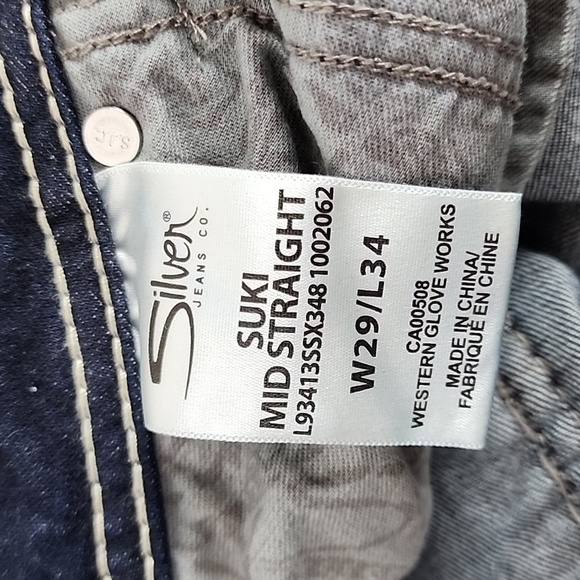 Silver®
JEANS CO.
SUKI
MID STRAIGHT
L93413SSX348 1002062
W29/L34
CA00508
WESTERN GLOVE WORKS
MADE IN CHINA/
FABRIQUÉ EN CHINE
S.J.C